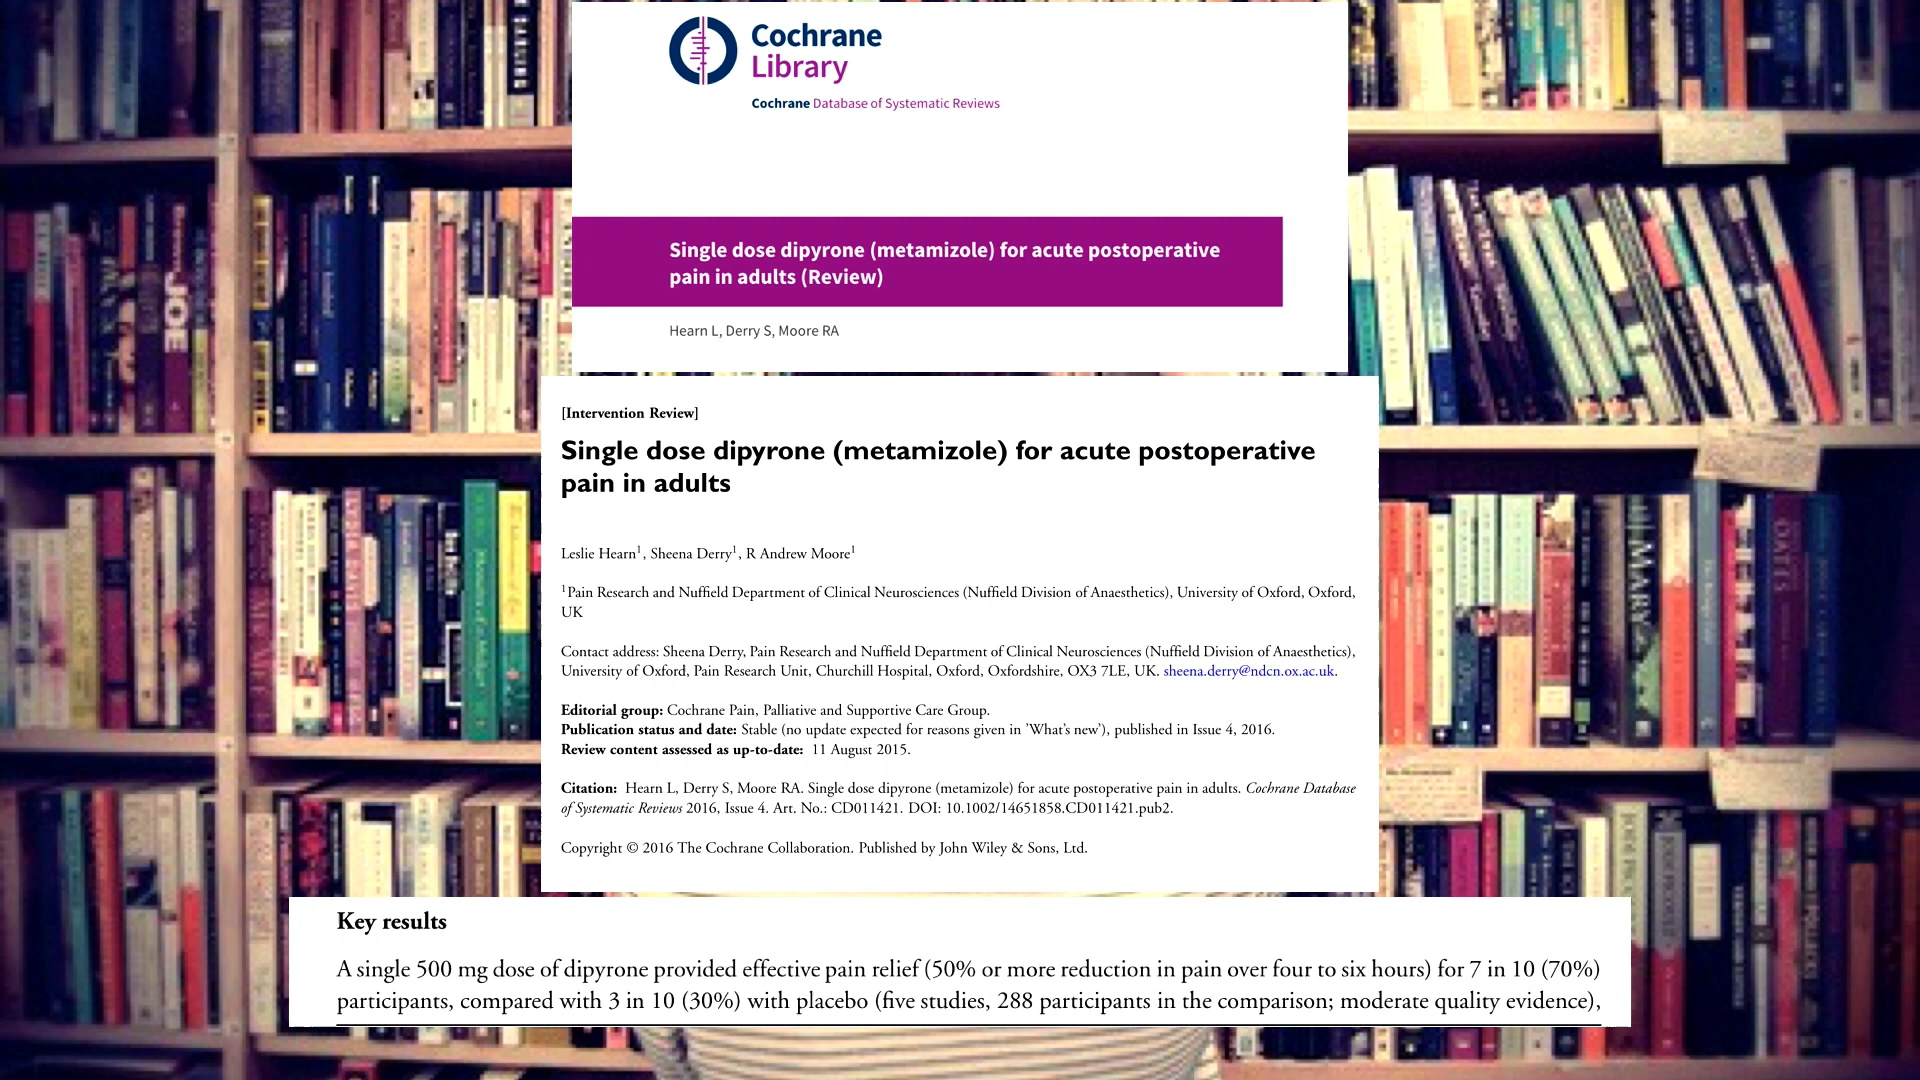 Cochrane
Library
Cochrane Database of Systematic Reviews
Single dose dipyrone (metamizole) for acute postoperative
pain in adults (Review)
Hearn L, Derry S, Moore RA
[Intervention Review]
Single dose dipyrone (metamizole) for acute postoperative
pain in adults
Leslie Hearn1, Sheena Derry1, R Andrew Moore1
1Pain Research and Nuffield Department of Clinical Neurosciences (Nuffield Division of Anaesthetics), University of Oxford, Oxford,
UK
Contact address: Sheena Derry, Pain Research and Nuffield Department of Clinical Neurosciences (Nuffield Division of Anaesthetics),
University of Oxford, Pain Research Unit, Churchill Hospital, Oxford, Oxfordshire, OX3 7LE, UK. sheena.derry@ndcn.ox.ac.uk.
Editorial group: Cochrane Pain, Palliative and Supportive Care Group.
Publication status and date: Stable (no update expected for reasons given in 'What's new'), published in Issue 4, 2016.
Review content assessed as up-to-date: 11 August 2015.
Citation: Hearn L, Derry S, Moore RA. Single dose dipyrone (metamizole) for acute postoperative pain in adults. Cochrane Database
of Systematic Reviews 2016, Issue 4. Art. No.: CD011421. DOI: 10.1002/14651858.CD011421.pub2.
Copyright © 2016 The Cochrane Collaboration. Published by John Wiley & Sons, Ltd.
Key results
A single 500 mg dose of dipyrone provided effective pain relief (50% or more reduction in pain over four to six hours) for 7 in 10 (70%)
participants, compared with 3 in 10 (30%) with placebo (five studies, 288 participants in the comparison; moderate quality evidence),
JOE
MARY